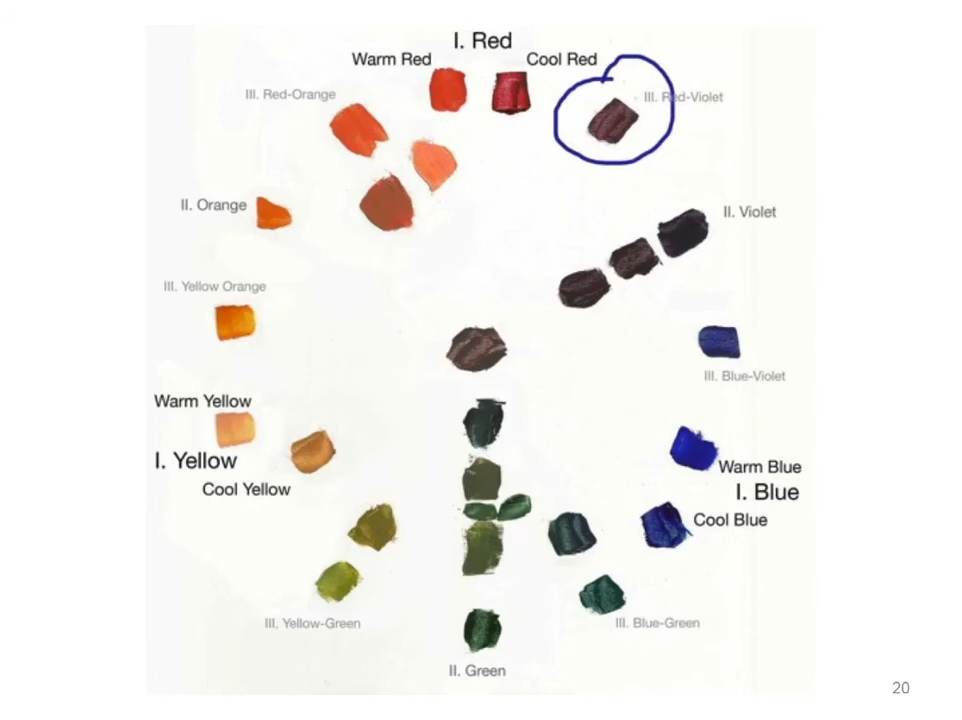 I. Red
Warm Red
Cool Red
III. Red-Orange
III. Red-Violet
II. Orange
II. Violet
III. Yellow Orange
III. Blue-Violet
Warm Yellow
I. Yellow
Cool Yellow
Warm Blue
I. Blue
Cool Blue
III. Yellow-Green
III. Blue-Green
II. Green
20